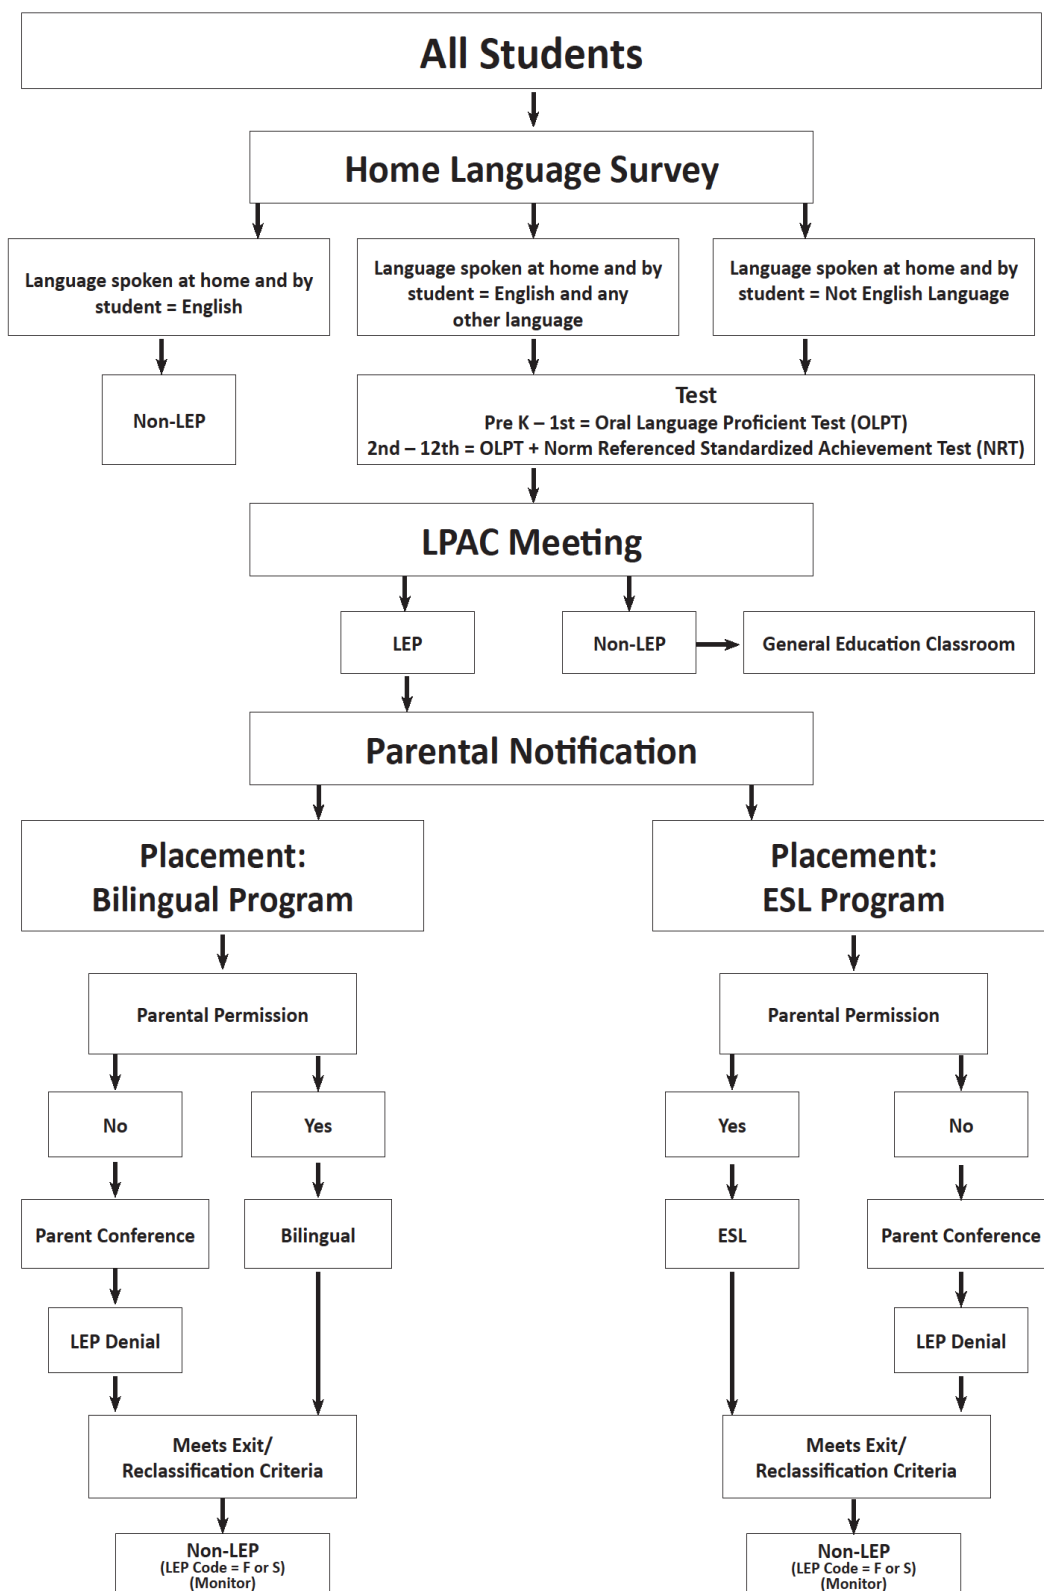 All Students
Home Language Survey
Language spoken at home and by
student = English
Language spoken at home and by
student = English and any
other language
Language spoken at home and by
student = Not English Language
Non-LEP
Test
Pre K – 1st = Oral Language Proficient Test (OLPT)
2nd – 12th = OLPT + Norm Referenced Standardized Achievement Test (NRT)
LPAC Meeting
LEP
Non-LEP
General Education Classroom
Parental Notification
Placement:
Bilingual Program
Placement:
ESL Program
Parental Permission
Parental Permission
No
Yes
Yes
No
Parent Conference
Bilingual
ESL
Parent Conference
LEP Denial
LEP Denial
Meets Exit/
Reclassification Criteria
Meets Exit/
Reclassification Criteria
Non-LEP
(LEP Code = F or S)
(Monitor)
Non-LEP
(LEP Code = F or S)
(Monitor)